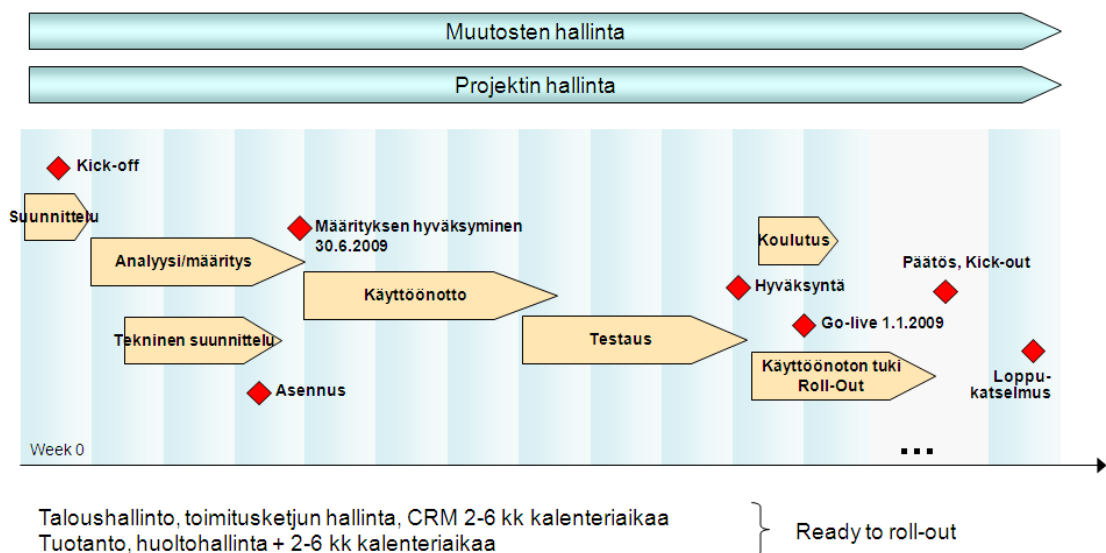 Muutosten hallinta
Projektin hallinta
Kick-off
Suunnittelu
Määrityksen hyväksyminen
30.6.2009
Analyysi/määritys
Koulutus
Päätös, Kick-out
Käyttöönotto
Hyväksyntä
Go-live 1.1.2009
Tekninen suunnittelu
Testaus
Käyttöönoton tuki
Roll-Out
Asennus
Loppu-
katselmus
Week 0
...
Taloushallinto, toimitusketjun hallinta, CRM 2-6 kk kalenteriaikaa
Tuotanto, huoltohallinta + 2-6 kk kalenteriaikaa
Ready to roll-out